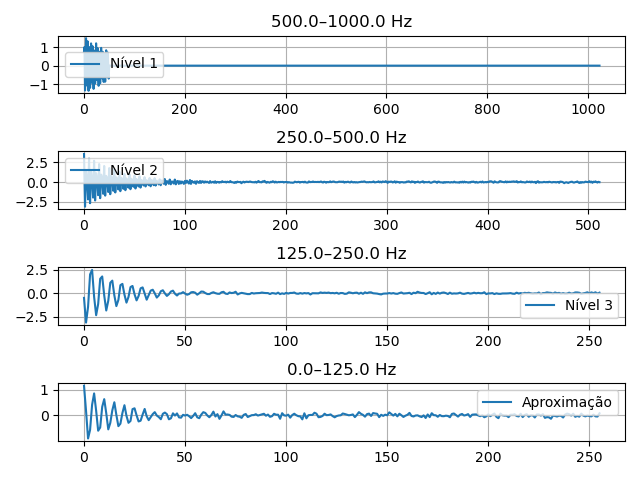 500.0–1000.0 Hz
1
0
−1
Nível 1
0 200 400 600 800 1000
250.0–500.0 Hz
2.5
0.0
−2.5
Nível 2
0 100 200 300 400 500
125.0–250.0 Hz
2.5
0.0
−2.5
Nível 3
0 50 100 150 200 250
0.0–125.0 Hz
1
0
Aproximação
0 50 100 150 200 250